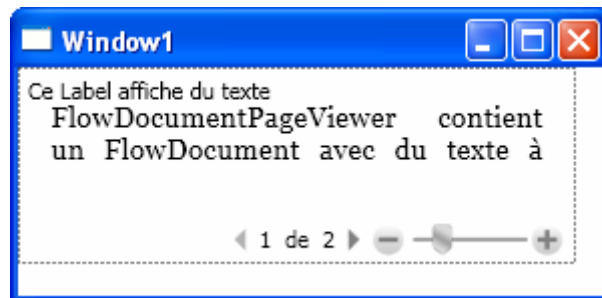 Window1
Ce Label affiche du texte
FlowDocumentPageViewer contient
un FlowDocument avec du texte à
1 de 2